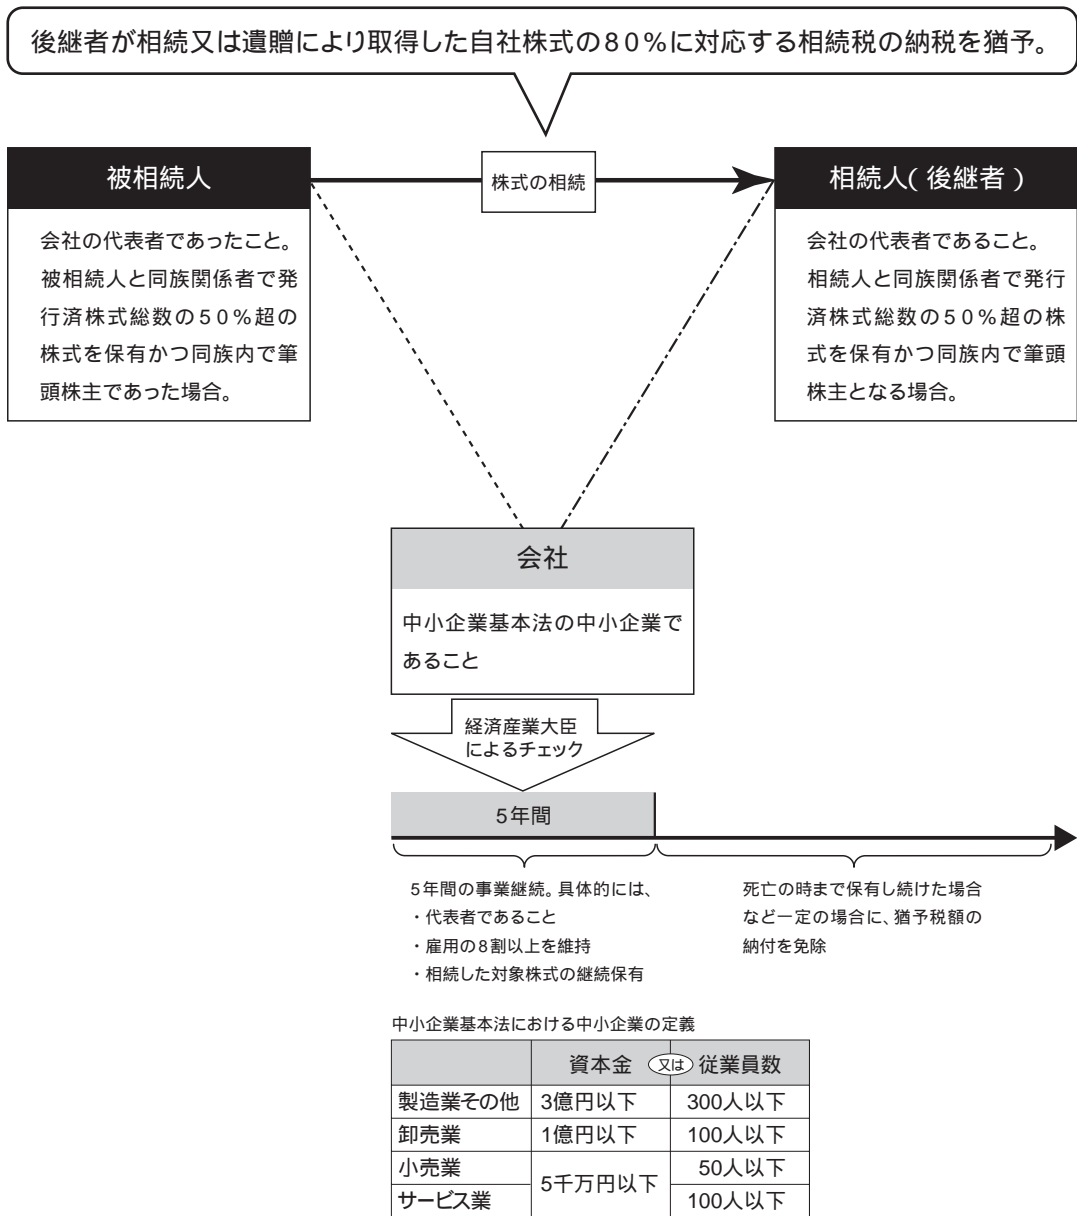 後継者が相続又は遺贈により取得した自社株式の80%に対応する相続税の納税を猶予。
被相続人
会社の代表者であったこと。
被相続人と同族関係者で発
行済株式総数の50%超の
株式を保有かつ同族内で筆
頭株主であった場合。
株式の相続
相続人(後継者)
会社の代表者であること。
相続人と同族関係者で発行
済株式総数の50%超の株
式を保有かつ同族内で筆頭
株主となる場合。
会社
中小企業基本法の中小企業で
あること
経済産業大臣
によるチェック
5年間
5年間の事業継続。具体的には、
・代表者であること
・雇用の8割以上を維持
・相続した対象株式の継続保有
死亡の時まで保有し続けた場合
など一定の場合に、猶予税額の
納付を免除
中小企業基本法における中小企業の定義
資本金 又は 従業員数
製造業その他 3億円以下 300人以下
卸売業 1億円以下 100人以下
小売業 5千万円以下 50人以下
サービス業 100人以下